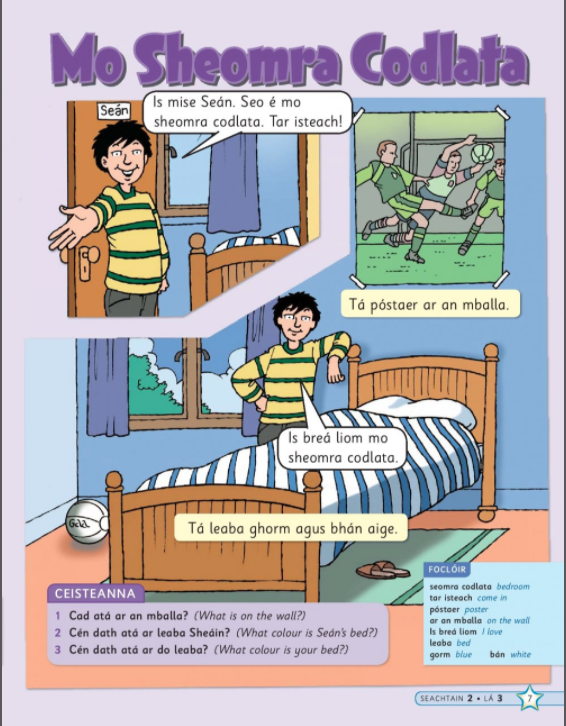 Mo Sheomra Codlata
Seán
Is mise Seán. Seo é mo
sheomra codlata. Tar isteach!
Tá póstaer ar an mballa.
Is breá liom mo
sheomra codlata.
Gaa
Tá leaba ghorm agus bhán aige.
CEISTEANNA
1 Cad atá ar an mballa? (What is on the wall?)
2 Cén dath atá ar leaba Sheáin? (What colour is Seán's bed?)
3 Cén dath atá ar do leaba? (What colour is your bed?)
FOCLÓIR
seomra codlata bedroom
tar isteach come in
póstaer poster
ar an mballa on the wall
Is breá liom I love
leaba bed
gorm blue bán white
SEACHTAIN 2 • LÁ 3 7